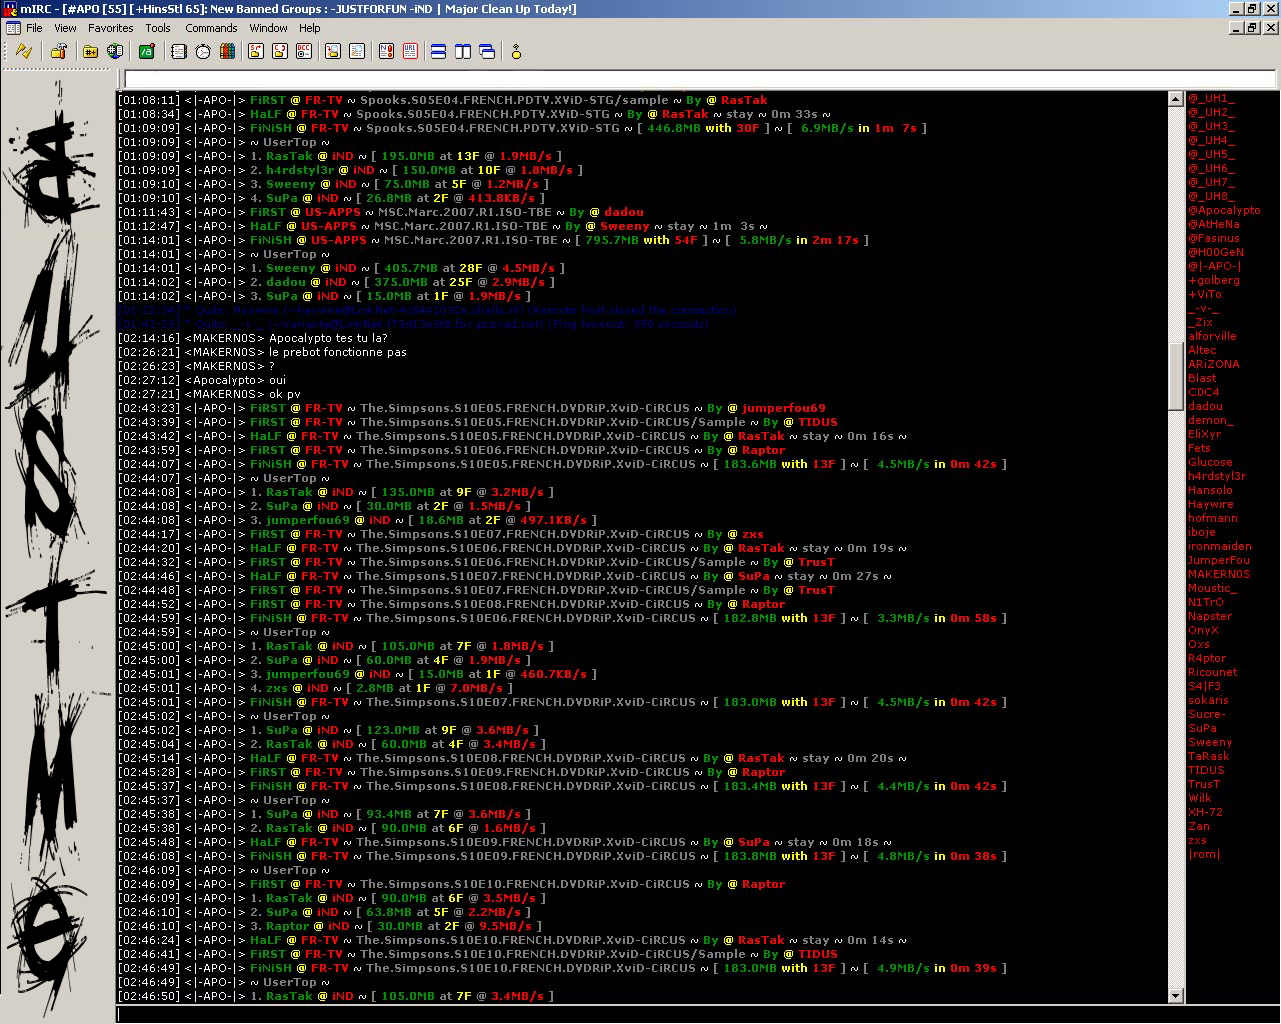 mIRC - [#APO [55] [+HinsStl 65]: New Banned Groups : -JUSTFORFUN -iND | Major Clean Up Today!]
File View Favorites Tools Commands Window Help
[01:08:11] <|-APO-|> FiRST @ FR-TV ~ Spooks.S05E04.FRENCH.PDTV.XViD-STG/sample ~ By @ RasTak
[01:08:34] <|-APO-|> HaLF @ FR-TV ~ Spooks.S05E04.FRENCH.PDTV.XViD-STG ~ By @ RasTak ~ stay ~ 0m 33s ~
[01:09:09] <|-APO-|> FiNiSH @ FR-TV ~ Spooks.S05E04.FRENCH.PDTV.XViD-STG ~ [ 446.8MB with 30F ] ~ [ 6.9MB/s in 1m 7s ]
[01:09:09] <|-APO-|> ~ UserTop ~
[01:09:09] <|-APO-|> 1. RasTak @ iND ~ [ 195.0MB at 13F @ 1.9MB/s ]
[01:09:09] <|-APO-|> 2. h4rdstyl3r @ iND ~ [ 150.0MB at 10F @ 1.8MB/s ]
[01:09:10] <|-APO-|> 3. Sweeny @ iND ~ [ 75.0MB at 5F @ 1.2MB/s ]
[01:09:10] <|-APO-|> 4. SuPa @ iND ~ [ 26.8MB at 2F @ 413.8KB/s ]
[01:11:43] <|-APO-|> FiRST @ US-APPS ~ MSC.Marc.2007.R1.ISO-TBE ~ By @ dadou
[01:12:47] <|-APO-|> HaLF @ US-APPS ~ MSC.Marc.2007.R1.ISO-TBE ~ By @ Sweeny ~ stay ~ 1m 3s ~
[01:14:01] <|-APO-|> FiNiSH @ US-APPS ~ MSC.Marc.2007.R1.ISO-TBE ~ [ 795.7MB with 54F ] ~ [ 5.8MB/s in 2m 17s ]
[01:14:01] <|-APO-|> ~ UserTop ~
[01:14:01] <|-APO-|> 1. Sweeny @ iND ~ [ 405.7MB at 28F @ 4.5MB/s ]
[01:14:02] <|-APO-|> 2. dadou @ iND ~ [ 375.0MB at 25F @ 2.9MB/s ]
[01:14:02] <|-APO-|> 3. SuPa @ iND ~ [ 15.0MB at 1F @ 1.9MB/s ]
[02:14:16] <MAKERN0S> Apocalypto tes tu la?
[02:26:21] <MAKERN0S> le prebot fonctionne pas
[02:26:23] <MAKERN0S> ?
[02:27:12] <Apocalypto> oui
[02:27:21] <MAKERN0S> ok pv
[02:43:23] <|-APO-|> FiRST @ FR-TV ~ The.Simpsons.S10E05.FRENCH.DVDRiP.XviD-CiRCUS ~ By @ jumperfou69
[02:43:39] <|-APO-|> FiRST @ FR-TV ~ The.Simpsons.S10E05.FRENCH.DVDRiP.XviD-CiRCUS/Sample ~ By @ TIDUS
[02:43:42] <|-APO-|> HaLF @ FR-TV ~ The.Simpsons.S10E05.FRENCH.DVDRiP.XviD-CiRCUS ~ By @ RasTak ~ stay ~ 0m 16s ~
[02:43:59] <|-APO-|> FiRST @ FR-TV ~ The.Simpsons.S10E06.FRENCH.DVDRiP.XviD-CiRCUS ~ By @ Raptor
[02:44:07] <|-APO-|> FiNiSH @ FR-TV ~ The.Simpsons.S10E05.FRENCH.DVDRiP.XviD-CiRCUS ~ [ 183.6MB with 13F ] ~ [ 4.5MB/s in 0m 42s ]
[02:44:07] <|-APO-|> ~ UserTop ~
[02:44:08] <|-APO-|> 1. RasTak @ iND ~ [ 135.0MB at 9F @ 3.2MB/s ]
[02:44:08] <|-APO-|> 2. SuPa @ iND ~ [ 30.0MB at 2F @ 1.5MB/s ]
[02:44:08] <|-APO-|> 3. jumperfou69 @ iND ~ [ 18.6MB at 2F @ 497.1KB/s ]
[02:44:17] <|-APO-|> FiRST @ FR-TV ~ The.Simpsons.S10E07.FRENCH.DVDRiP.XviD-CiRCUS ~ By @ zxs
[02:44:20] <|-APO-|> HaLF @ FR-TV ~ The.Simpsons.S10E06.FRENCH.DVDRiP.XviD-CiRCUS ~ By @ RasTak ~ stay ~ 0m 19s ~
[02:44:32] <|-APO-|> FiRST @ FR-TV ~ The.Simpsons.S10E06.FRENCH.DVDRiP.XviD-CiRCUS/Sample ~ By @ TrusT
[02:44:46] <|-APO-|> HaLF @ FR-TV ~ The.Simpsons.S10E07.FRENCH.DVDRiP.XviD-CiRCUS ~ By @ SuPa ~ stay ~ 0m 27s ~
[02:44:48] <|-APO-|> FiRST @ FR-TV ~ The.Simpsons.S10E07.FRENCH.DVDRiP.XviD-CiRCUS/Sample ~ By @ TrusT
[02:44:52] <|-APO-|> FiRST @ FR-TV ~ The.Simpsons.S10E08.FRENCH.DVDRiP.XviD-CiRCUS ~ By @ Raptor
[02:44:59] <|-APO-|> FiNiSH @ FR-TV ~ The.Simpsons.S10E06.FRENCH.DVDRiP.XviD-CiRCUS ~ [ 182.8MB with 13F ] ~ [ 3.3MB/s in 0m 58s ]
[02:44:59] <|-APO-|> ~ UserTop ~
[02:45:00] <|-APO-|> 1. RasTak @ iND ~ [ 105.0MB at 7F @ 1.8MB/s ]
[02:45:00] <|-APO-|> 2. SuPa @ iND ~ [ 60.0MB at 4F @ 1.9MB/s ]
[02:45:01] <|-APO-|> 3. jumperfou69 @ iND ~ [ 15.0MB at 1F @ 460.7KB/s ]
[02:45:01] <|-APO-|> 4. zxs @ iND ~ [ 2.8MB at 1F @ 7.0MB/s ]
[02:45:01] <|-APO-|> FiNiSH @ FR-TV ~ The.Simpsons.S10E07.FRENCH.DVDRiP.XviD-CiRCUS ~ [ 183.0MB with 13F ] ~ [ 4.5MB/s in 0m 42s ]
[02:45:02] <|-APO-|> ~ UserTop ~
[02:45:02] <|-APO-|> 1. SuPa @ iND ~ [ 123.0MB at 9F @ 3.6MB/s ]
[02:45:04] <|-APO-|> 2. RasTak @ iND ~ [ 60.0MB at 4F @ 3.4MB/s ]
[02:45:14] <|-APO-|> HaLF @ FR-TV ~ The.Simpsons.S10E08.FRENCH.DVDRiP.XviD-CiRCUS ~ By @ RasTak ~ stay ~ 0m 20s ~
[02:45:28] <|-APO-|> FiRST @ FR-TV ~ The.Simpsons.S10E09.FRENCH.DVDRiP.XviD-CiRCUS ~ By @ Raptor
[02:45:37] <|-APO-|> FiNiSH @ FR-TV ~ The.Simpsons.S10E08.FRENCH.DVDRiP.XviD-CiRCUS ~ [ 183.4MB with 13F ] ~ [ 4.4MB/s in 0m 42s ]
[02:45:37] <|-APO-|> ~ UserTop ~
[02:45:38] <|-APO-|> 1. SuPa @ iND ~ [ 93.4MB at 7F @ 3.6MB/s ]
[02:45:38] <|-APO-|> 2. RasTak @ iND ~ [ 90.0MB at 6F @ 1.6MB/s ]
[02:45:48] <|-APO-|> HaLF @ FR-TV ~ The.Simpsons.S10E09.FRENCH.DVDRiP.XviD-CiRCUS ~ By @ SuPa ~ stay ~ 0m 18s ~
[02:46:08] <|-APO-|> FiNiSH @ FR-TV ~ The.Simpsons.S10E09.FRENCH.DVDRiP.XviD-CiRCUS ~ [ 183.8MB with 13F ] ~ [ 4.8MB/s in 0m 38s ]
[02:46:09] <|-APO-|> ~ UserTop ~
[02:46:09] <|-APO-|> FiRST @ FR-TV ~ The.Simpsons.S10E10.FRENCH.DVDRiP.XviD-CiRCUS ~ By @ Raptor
[02:46:09] <|-APO-|> 1. RasTak @ iND ~ [ 90.0MB at 6F @ 3.5MB/s ]
[02:46:10] <|-APO-|> 2. SuPa @ iND ~ [ 63.8MB at 5F @ 2.2MB/s ]
[02:46:10] <|-APO-|> 3. Raptor @ iND ~ [ 30.0MB at 2F @ 9.5MB/s ]
[02:46:24] <|-APO-|> HaLF @ FR-TV ~ The.Simpsons.S10E10.FRENCH.DVDRiP.XviD-CiRCUS ~ By @ RasTak ~ stay ~ 0m 14s ~
[02:46:41] <|-APO-|> FiRST @ FR-TV ~ The.Simpsons.S10E10.FRENCH.DVDRiP.XviD-CiRCUS/Sample ~ By @ TIDUS
[02:46:49] <|-APO-|> FiNiSH @ FR-TV ~ The.Simpsons.S10E10.FRENCH.DVDRiP.XviD-CiRCUS ~ [ 183.0MB with 13F ] ~ [ 4.9MB/s in 0m 39s ]
[02:46:49] <|-APO-|> ~ UserTop ~
[02:46:50] <|-APO-|> 1. RasTak @ iND ~ [ 105.0MB at 7F @ 3.4MB/s ]
@_UH1_
@_UH2_
@_UH3_
@_UH4_
@_UH5_
@_UH6_
@_UH7_
@_UH8_
@Apocalypto
@AtHeNa
@Fasinus
@H00GeN
@|-APO-|
+golberg
+ViTo
_-v-_
_Zix
alforville
Altec
ARiZONA
Blast
CDC4
dadou
demon_
EliXyr
Fets
Glucose
h4rdstyl3r
Hansolo
Haywire
hofmann
iboje
ironmaiden
JumperFou
MAKERN0S
Moustic_
N1TrO
Napster
OnyX
Oxs
R4ptor
Ricounet
S4|F3
sokaris
Sucre-
SuPa
Sweeny
TaRask
TIDUS
TrusT
Wilk
XH-72
Zan
zxs
|rom|